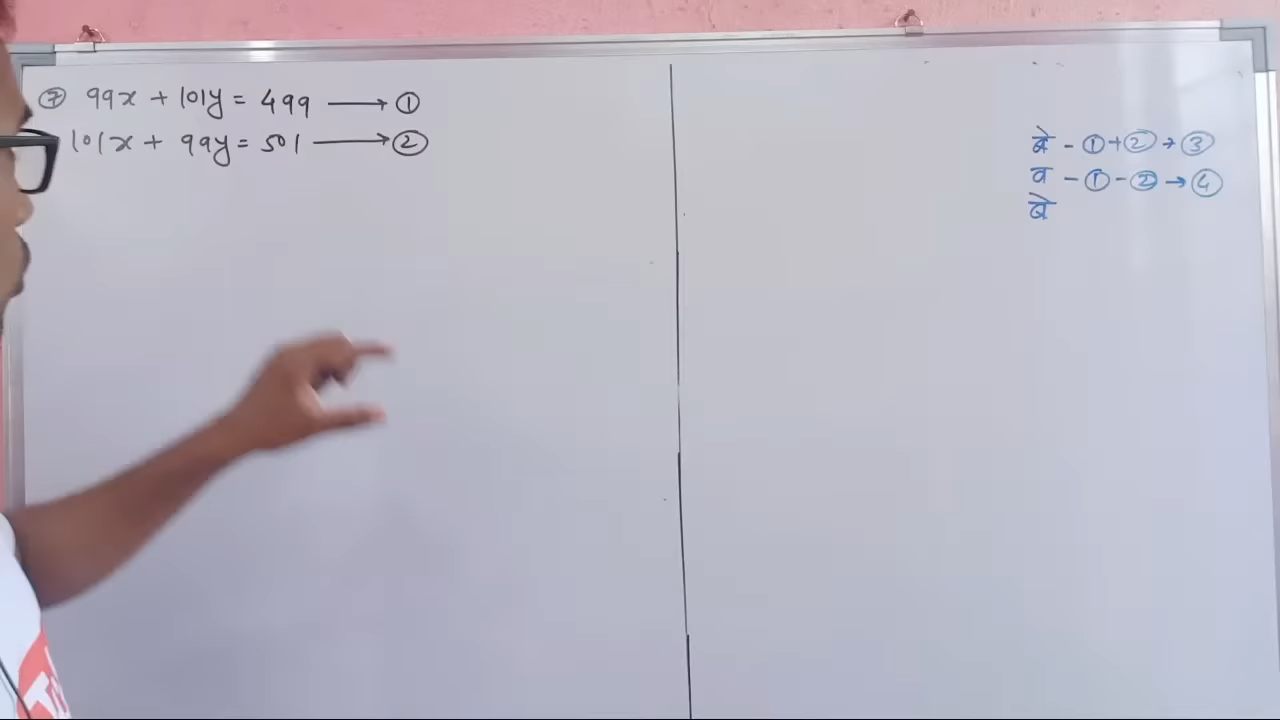 ⑦ 99x + 101y = 499 ⟶ ①
101x + 99y = 501 ⟶ ②
बे - ① + ② → ③
व - ① - ② → ④
बे